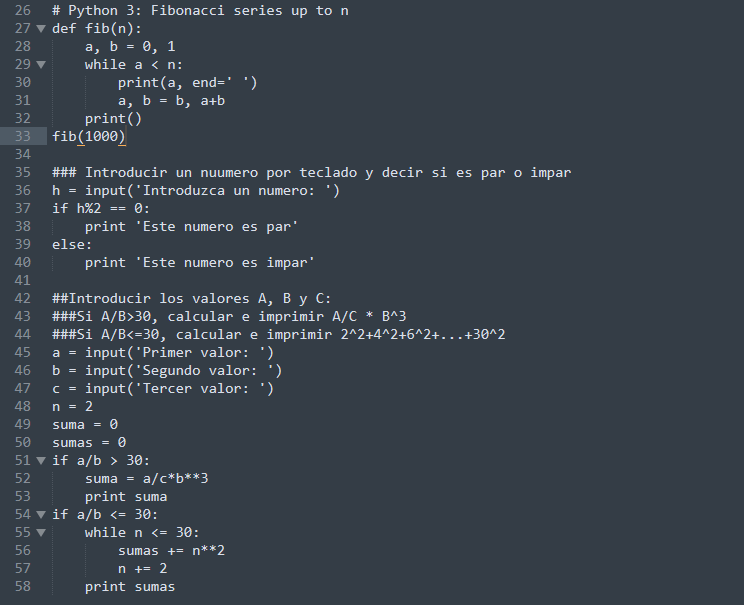 26 # Python 3: Fibonacci series up to n
27 def fib(n):
28     a, b = 0, 1
29     while a < n:
30         print(a, end=' ')
31         a, b = b, a+b
32     print()
33 fib(1000)
34
35 ### Introducir un nuumero por teclado y decir si es par o impar
36 h = input('Introduzca un numero: ')
37 if h%2 == 0:
38     print 'Este numero es par'
39 else:
40     print 'Este numero es impar'
41
42 ##Introducir los valores A, B y C:
43 ###Si A/B>30, calcular e imprimir A/C * B^3
44 ###Si A/B<=30, calcular e imprimir 2^2+4^2+6^2+...+30^2
45 a = input('Primer valor: ')
46 b = input('Segundo valor: ')
47 c = input('Tercer valor: ')
48 n = 2
49 suma = 0
50 sumas = 0
51 if a/b > 30:
52     suma = a/c*b**3
53     print suma
54 if a/b <= 30:
55     while n <= 30:
56         sumas += n**2
57         n += 2
58     print sumas